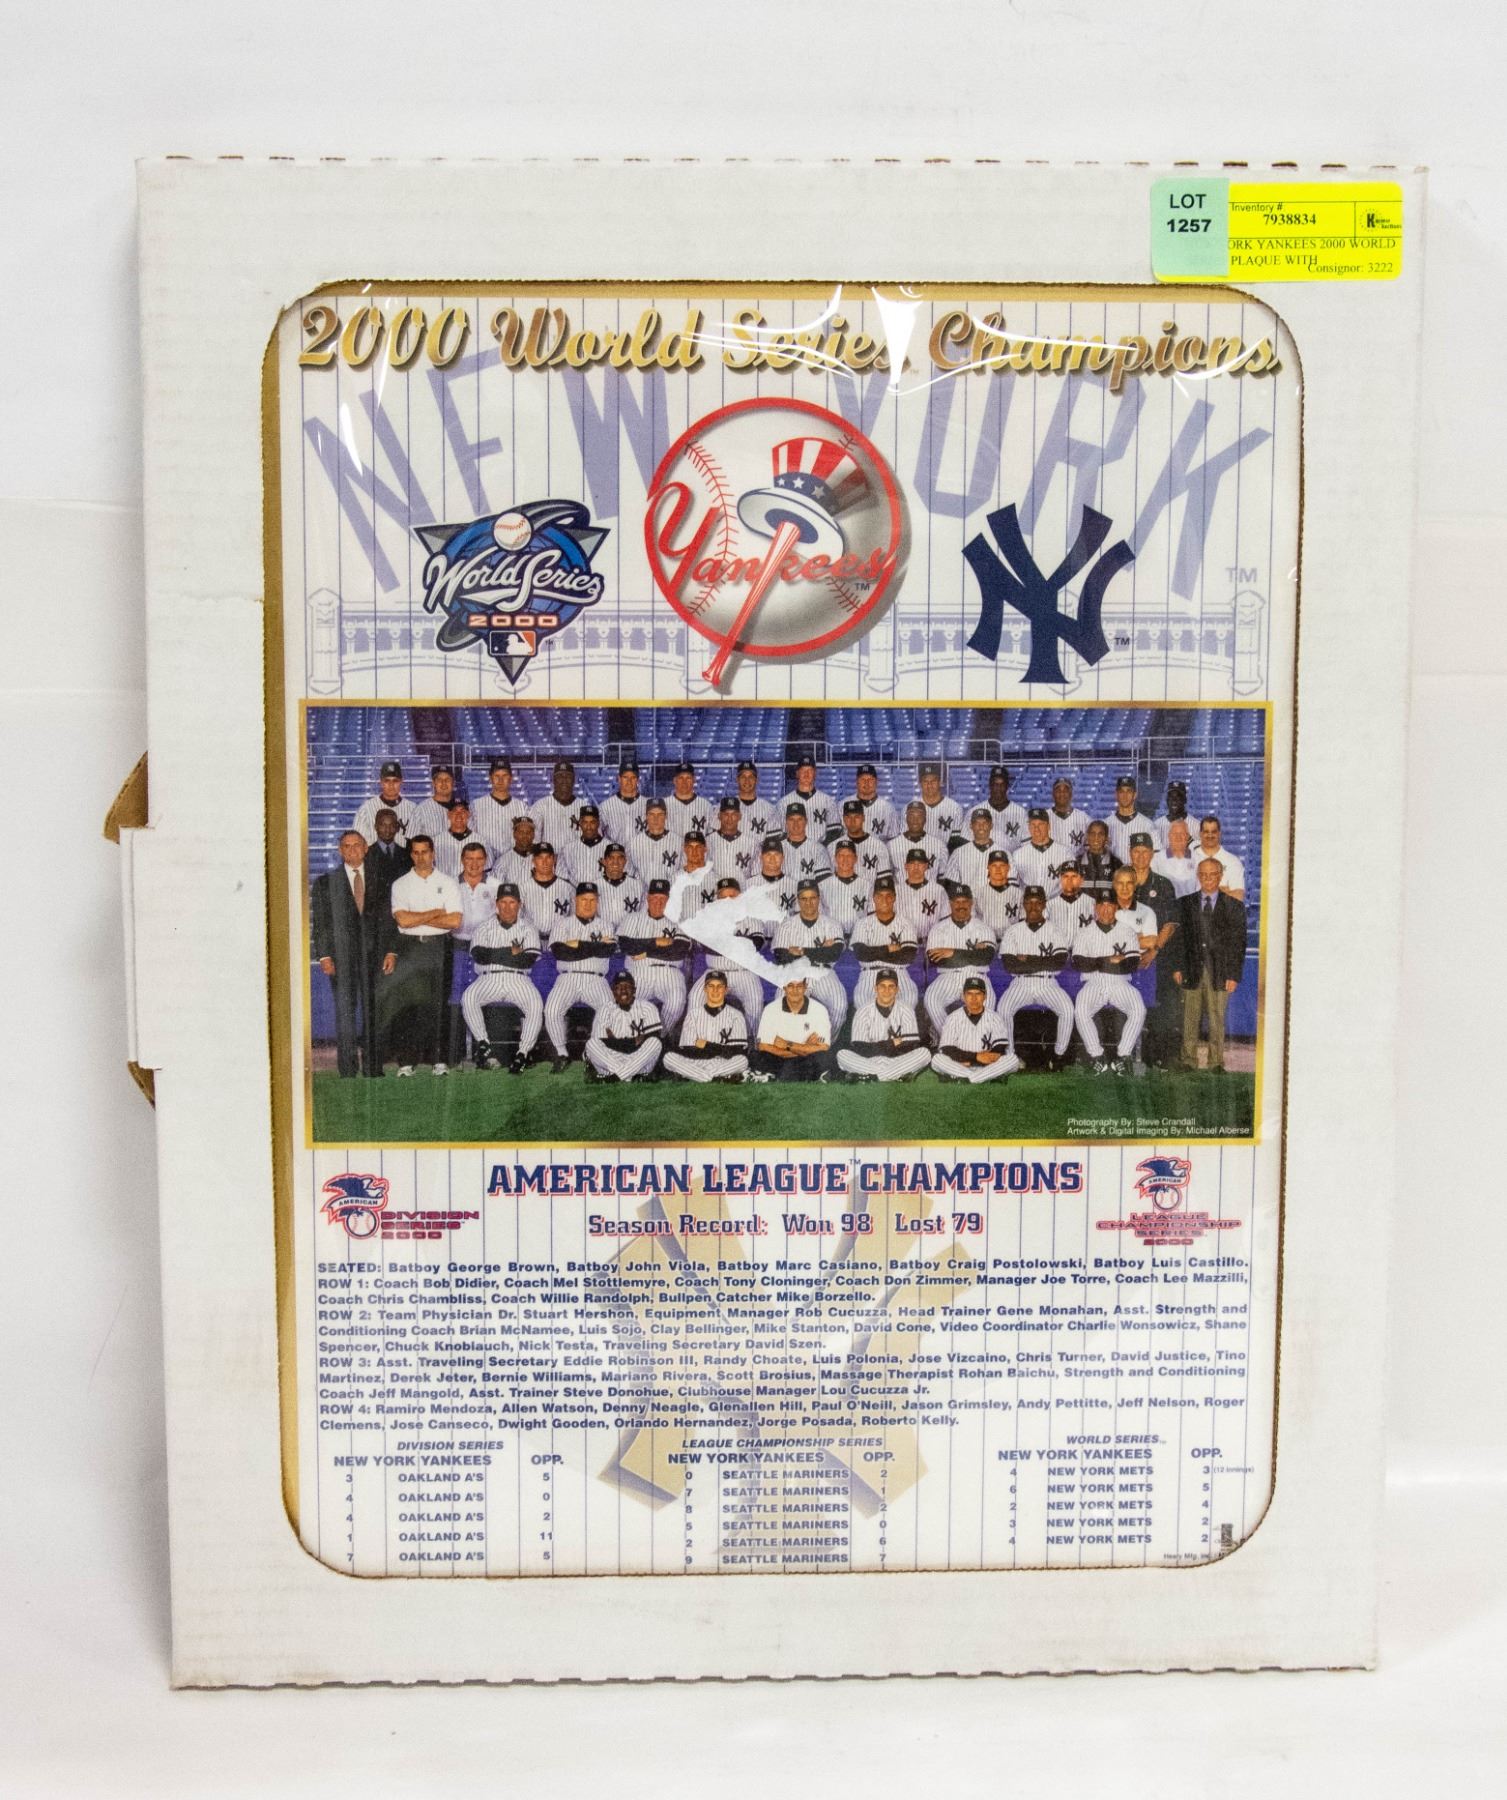 LOT
1257
Inventory #:
7938834
ORK YANKEES 2000 WORLD
PLAQUE WITH
Consignor: 3222
2000 World Series Champions
NEW YORK
TM
World Series
2000
Yankees
TM
NY
TM
Photography By: Steve Crandall
Artwork & Digital Imaging By: Michael Alberse
AMERICAN LEAGUE™ CHAMPIONS
Season Record: Won 98 Lost 79
AMERICAN
DIVISION
SERIES
2000
LEAGUE
CHAMPIONSHIP
SERIES
2000
SEATED: Batboy George Brown, Batboy John Viola, Batboy Marc Casiano, Batboy Craig Postolowski, Batboy Luis Castillo.
ROW 1: Coach Bob Didier, Coach Mel Stottlemyre, Coach Tony Cloninger, Coach Don Zimmer, Manager Joe Torre, Coach Lee Mazzilli,
Coach Chris Chambliss, Coach Willie Randolph, Bullpen Catcher Mike Borzello.
ROW 2: Team Physician Dr. Stuart Hershon, Equipment Manager Rob Cucuzza, Head Trainer Gene Monahan, Asst. Strength and
Conditioning Coach Brian McNamee, Luis Sojo, Clay Bellinger, Mike Stanton, David Cone, Video Coordinator Charlie Wonsowicz, Shane
Spencer, Chuck Knoblauch, Nick Testa, Traveling Secretary David Szen.
ROW 3: Asst. Traveling Secretary Eddie Robinson III, Randy Choate, Luis Polonia, Jose Vizcaino, Chris Turner, David Justice, Tino
Martinez, Derek Jeter, Bernie Williams, Mariano Rivera, Scott Brosius, Massage Therapist Rohan Baichu, Strength and Conditioning
Coach Jeff Mangold, Asst. Trainer Steve Donohue, Clubhouse Manager Lou Cucuzza Jr.
ROW 4: Ramiro Mendoza, Allen Watson, Denny Neagle, Glenallen Hill, Paul O'Neill, Jason Grimsley, Andy Pettitte, Jeff Nelson, Roger
Clemens, Jose Canseco, Dwight Gooden, Orlando Hernandez, Jorge Posada, Roberto Kelly.
DIVISION SERIES
NEW YORK YANKEES OPP.
3 OAKLAND A'S 5
4 OAKLAND A'S 0
4 OAKLAND A'S 2
1 OAKLAND A'S 11
7 OAKLAND A'S 5
LEAGUE CHAMPIONSHIP SERIES
NEW YORK YANKEES OPP.
0 SEATTLE MARINERS 2
7 SEATTLE MARINERS 1
8 SEATTLE MARINERS 2
5 SEATTLE MARINERS 0
2 SEATTLE MARINERS 6
9 SEATTLE MARINERS 7
WORLD SERIES™
NEW YORK YANKEES OPP.
4 NEW YORK METS 3 (12 innings)
6 NEW YORK METS 5
2 NEW YORK METS 4
3 NEW YORK METS 2
4 NEW YORK METS 2
Healy Mfg. Inc.